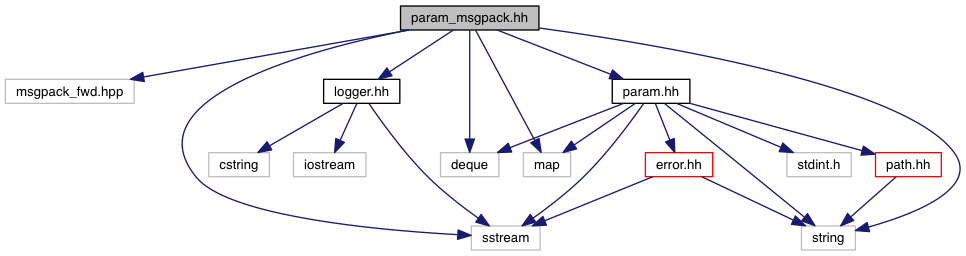 param_msgpack.hh
msgpack_fwd.hpp
logger.hh
param.hh
cstring
iostream
deque
map
error.hh
stdint.h
path.hh
sstream
string